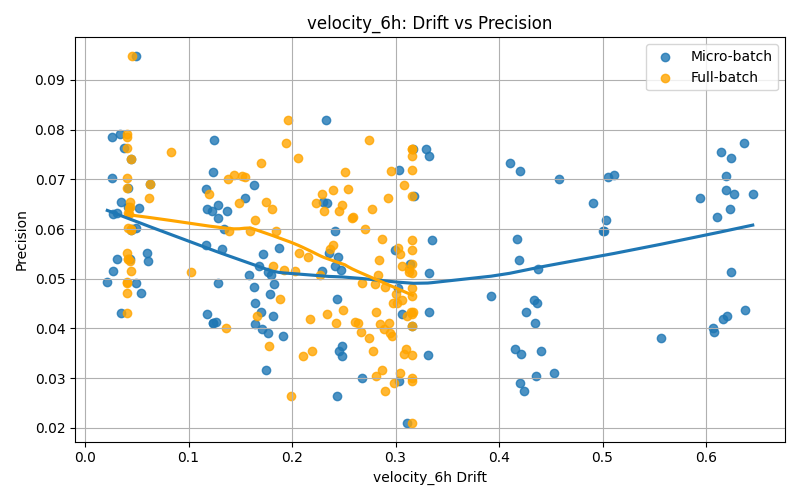 velocity_6h: Drift vs Precision
Micro-batch
Full-batch
Precision
0.09
0.08
0.07
0.06
0.05
0.04
0.03
0.02
0.0 0.1 0.2 0.3 0.4 0.5 0.6
velocity_6h Drift